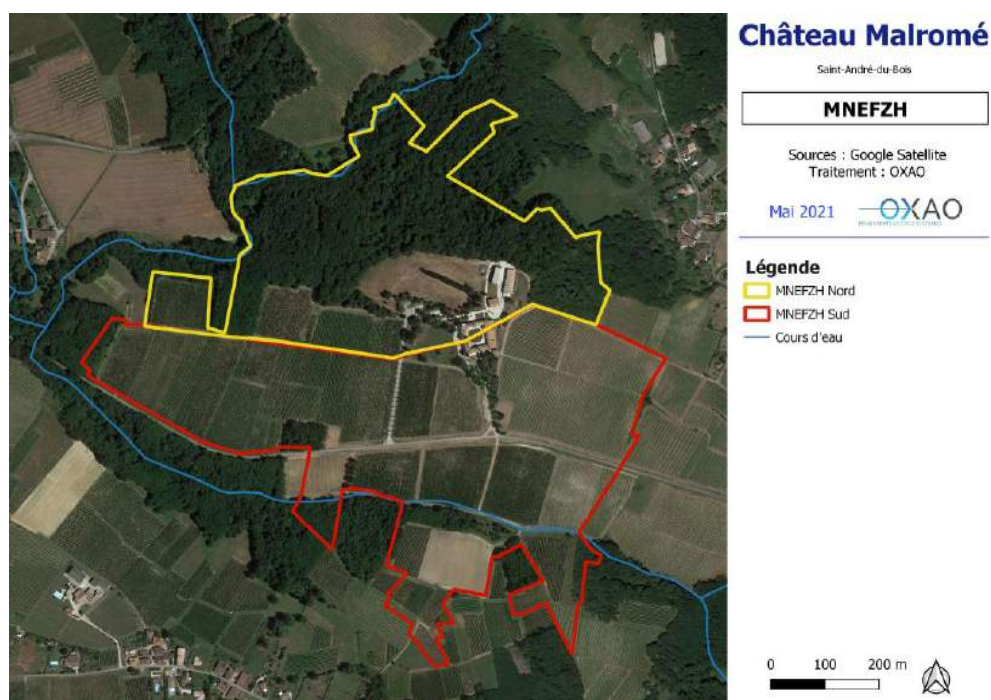 Château Malromé
Saint-André-du-Bois
MNEFZH
Sources : Google Satellite
Traitement : OXAO
Mai 2021
OXAO
Légende
MNEFZH Nord
MNEFZH Sud
Cours d'eau
0 100 200 m